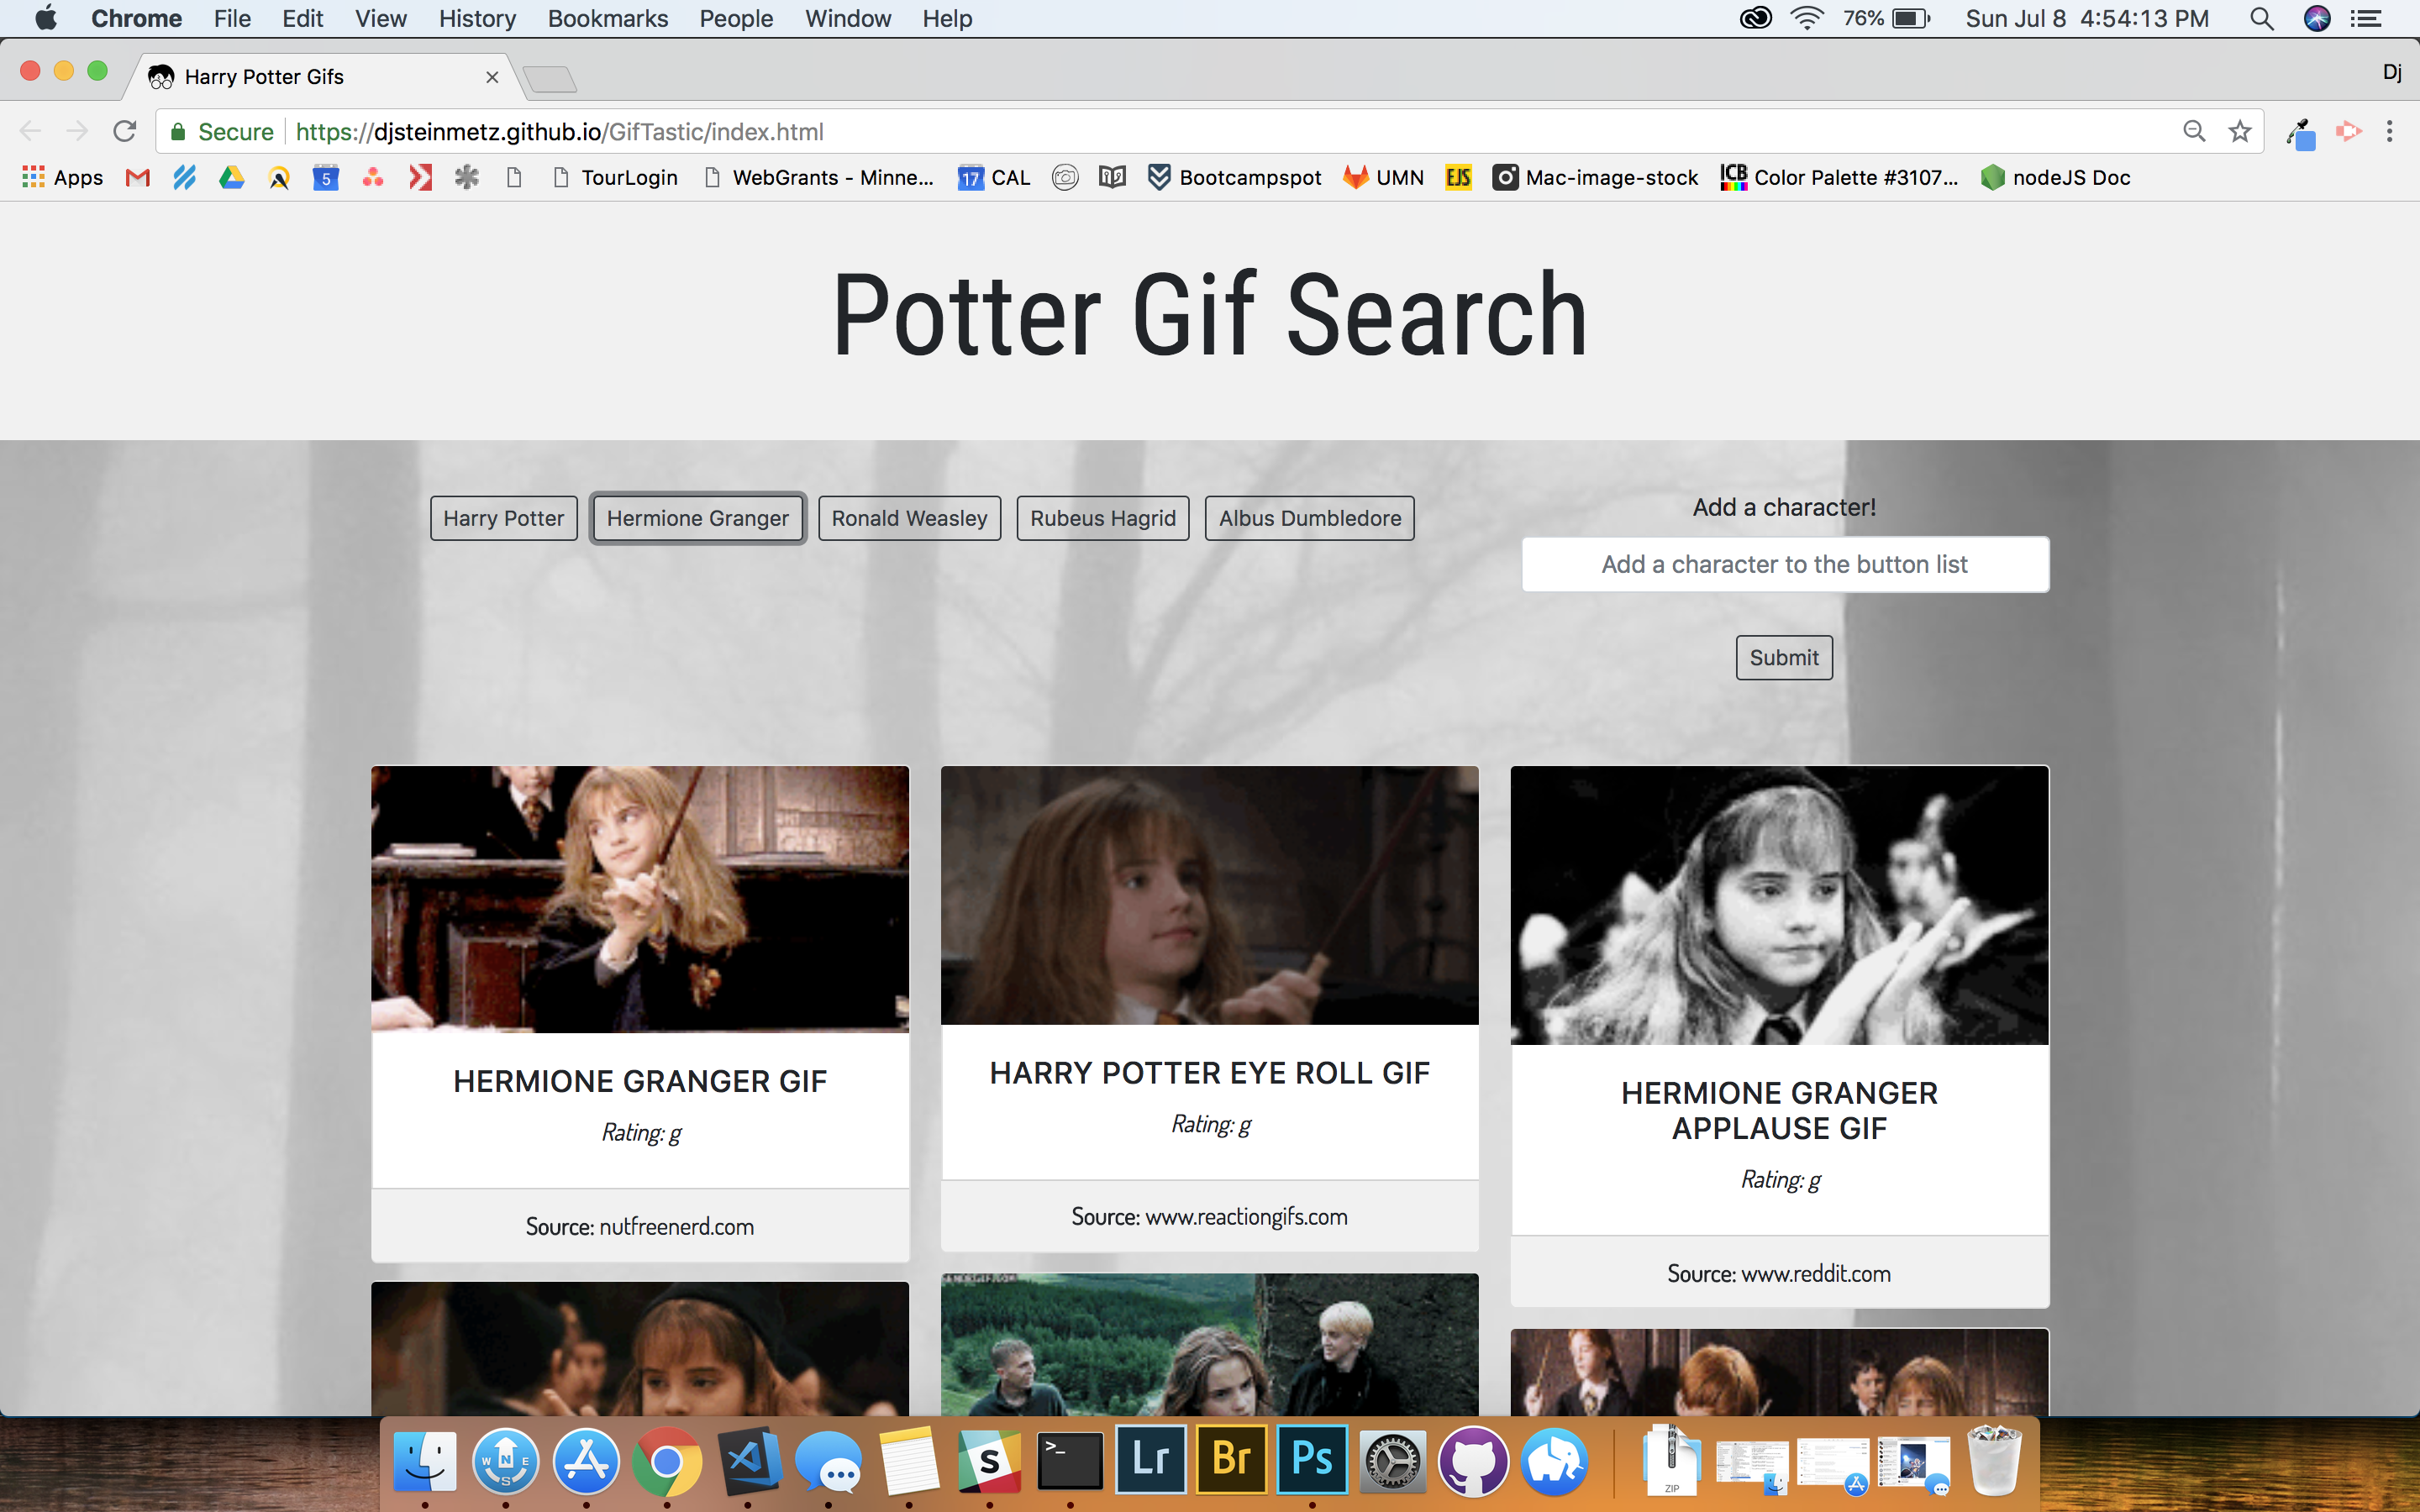 Chrome File Edit View History Bookmarks People Window Help 76% Sun Jul 8 4:54:13 PM
Harry Potter Gifs Dj
Secure https://djsteinmetz.github.io/GifTastic/index.html
Apps 5 TourLogin WebGrants - Minne... 17 CAL Bootcampspot UMN EJS Mac-image-stock ICB Color Palette #3107... nodeJS Doc
Potter Gif Search
Harry Potter Hermione Granger Ronald Weasley Rubeus Hagrid Albus Dumbledore
Add a character!
Add a character to the button list
Submit
HERMIONE GRANGER GIF
Rating: g
Source: nutfreenerd.com
HARRY POTTER EYE ROLL GIF
Rating: g
Source: www.reactiongifs.com
HERMIONE GRANGER
APPLAUSE GIF
Rating: g
Source: www.reddit.com
W N E
S
S
>_
Lr Br Ps
ZIP